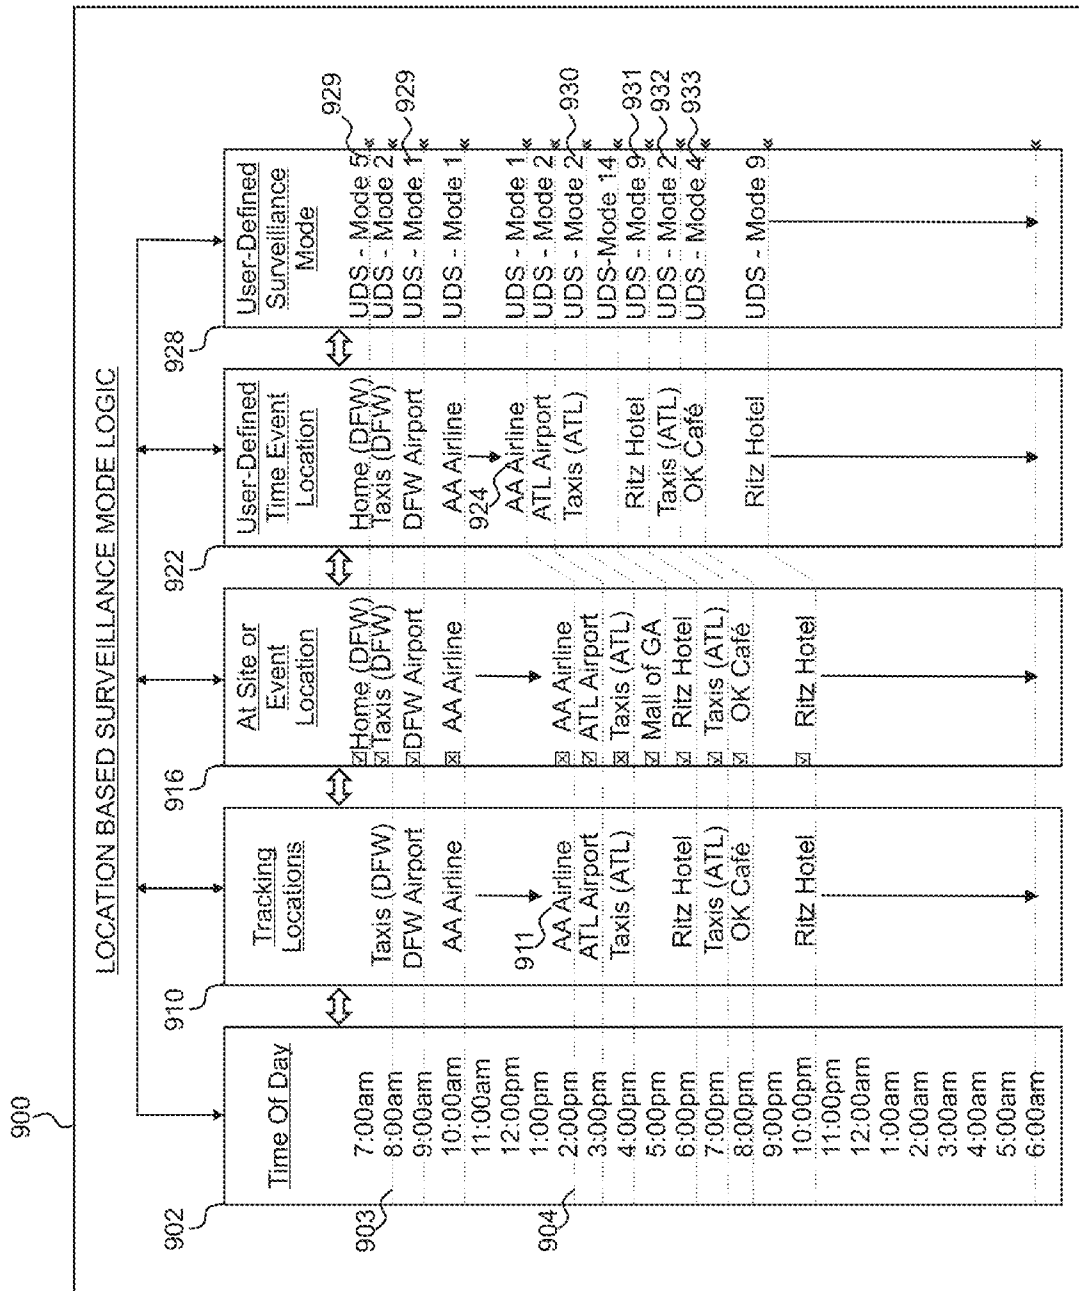 900
LOCATION BASED SURVEILLANCE MODE LOGIC
902
Time Of Day
7:00am
8:00am
9:00am
10:00am
11:00am
12:00pm
1:00pm
2:00pm
3:00pm
4:00pm
5:00pm
6:00pm
7:00pm
8:00pm
9:00pm
10:00pm
11:00pm
12:00am
1:00am
2:00am
3:00am
4:00am
5:00am
6:00am
903
904
910
Tracking
Locations
Taxis (DFW)
DFW Airport
AA Airline
911
AA Airline
ATL Airport
Taxis (ATL)
Ritz Hotel
Taxis (ATL)
OK Café
Ritz Hotel
916
At Site or
Event
Location
Home (DFW)
Taxis (DFW)
DFW Airport
AA Airline
AA Airline
ATL Airport
Taxis (ATL)
Mall of GA
Ritz Hotel
Taxis (ATL)
OK Café
Ritz Hotel
922
User-Defined
Time Event
Location
Home (DFW)
Taxis (DFW)
DFW Airport
AA Airline
924
AA Airline
ATL Airport
Taxis (ATL)
Ritz Hotel
Taxis (ATL)
OK Café
Ritz Hotel
928
User-Defined
Surveillance
Mode
UDS - Mode 5
UDS - Mode 2
UDS - Mode 1
UDS - Mode 1
UDS - Mode 1
UDS - Mode 2
UDS - Mode 2
UDS-Mode 14
UDS - Mode 9
UDS - Mode 2
UDS - Mode 4
UDS - Mode 9
929
929
930
931
932
933